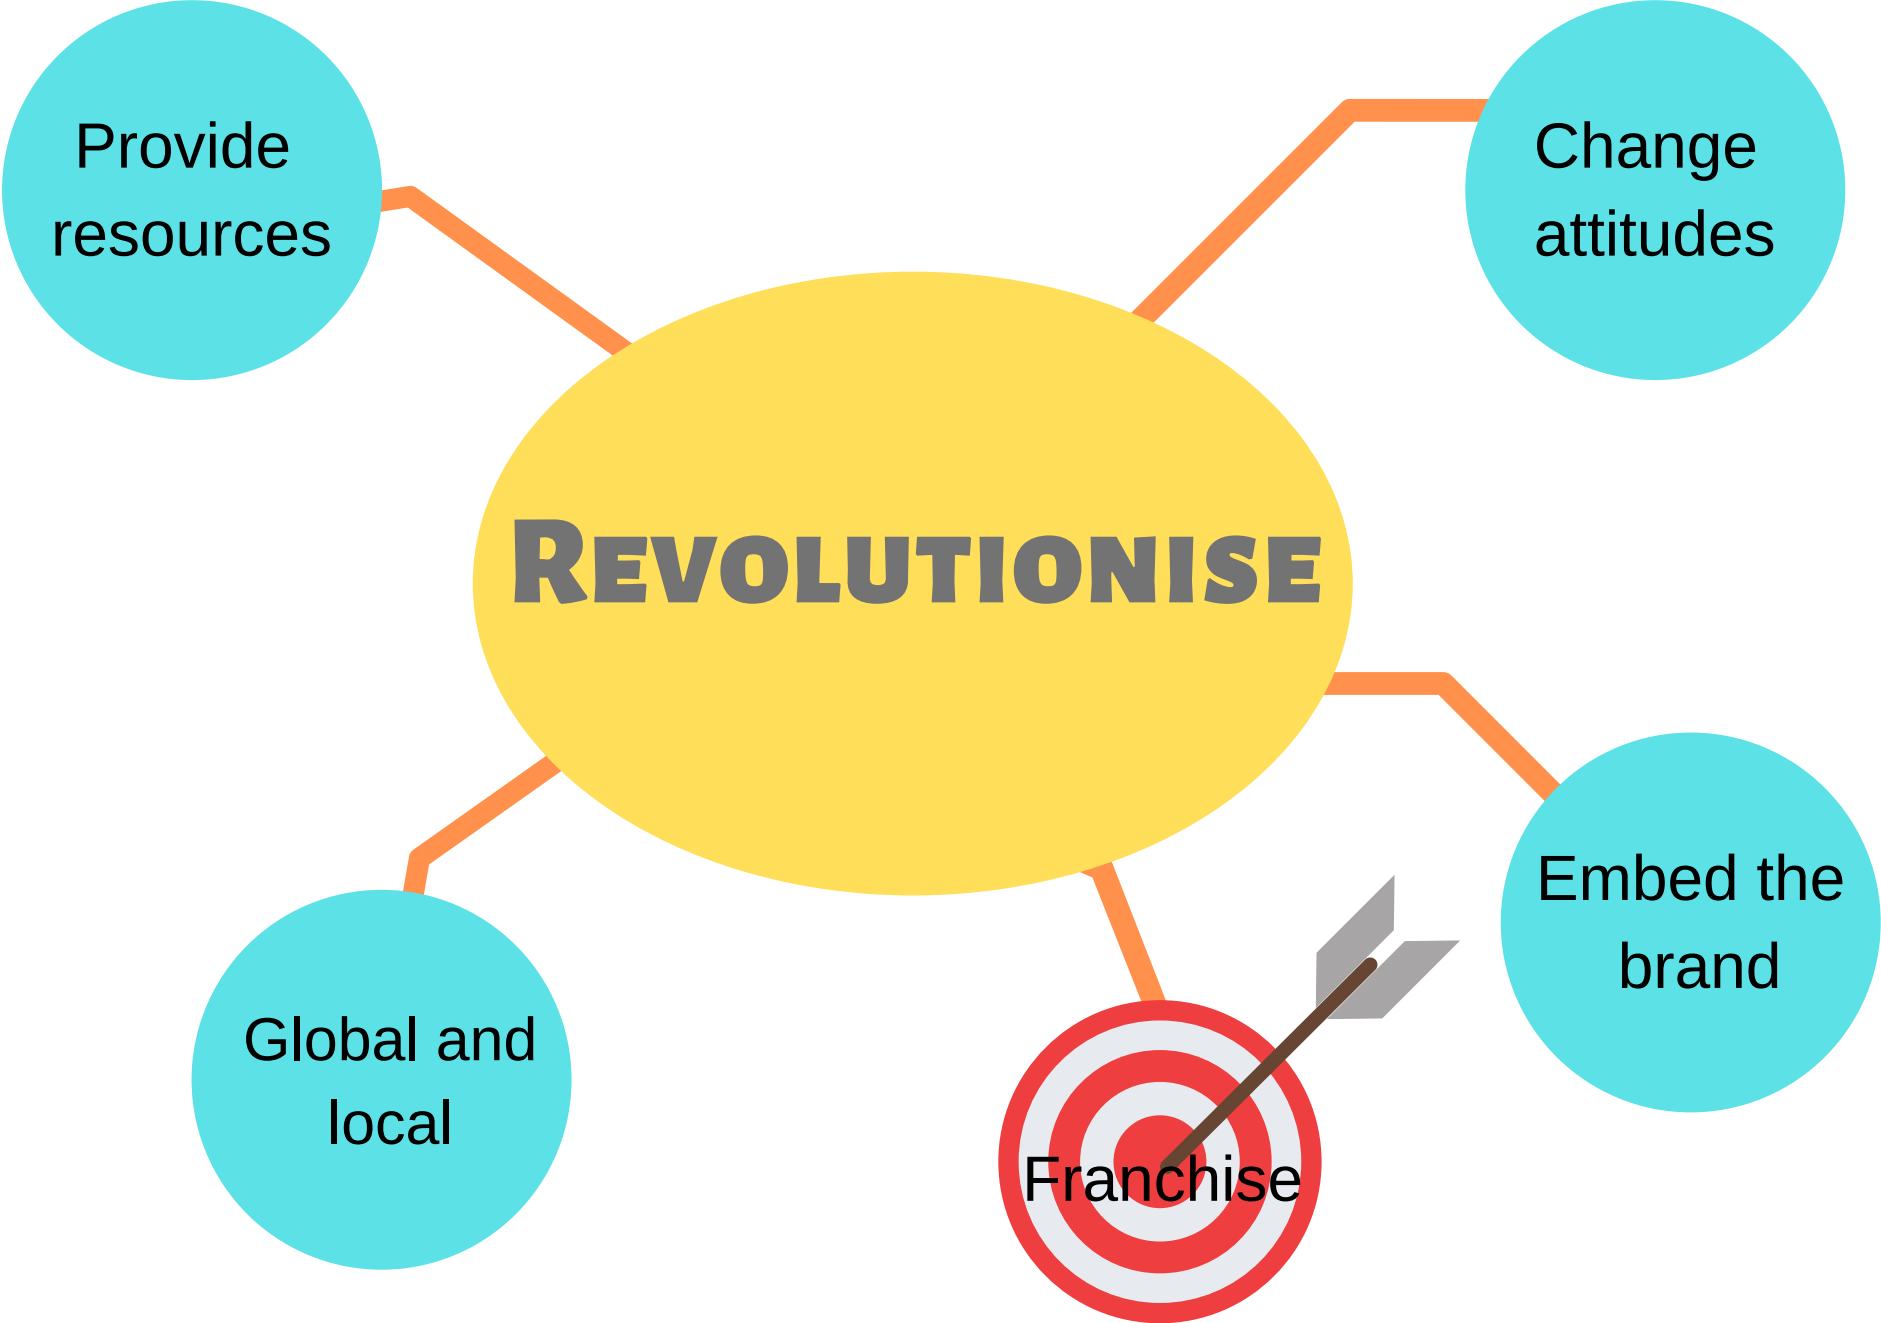 Provide
resources
Change
attitudes
REVOLUTIONISE
Embed the
brand
Global and
local
Franchise